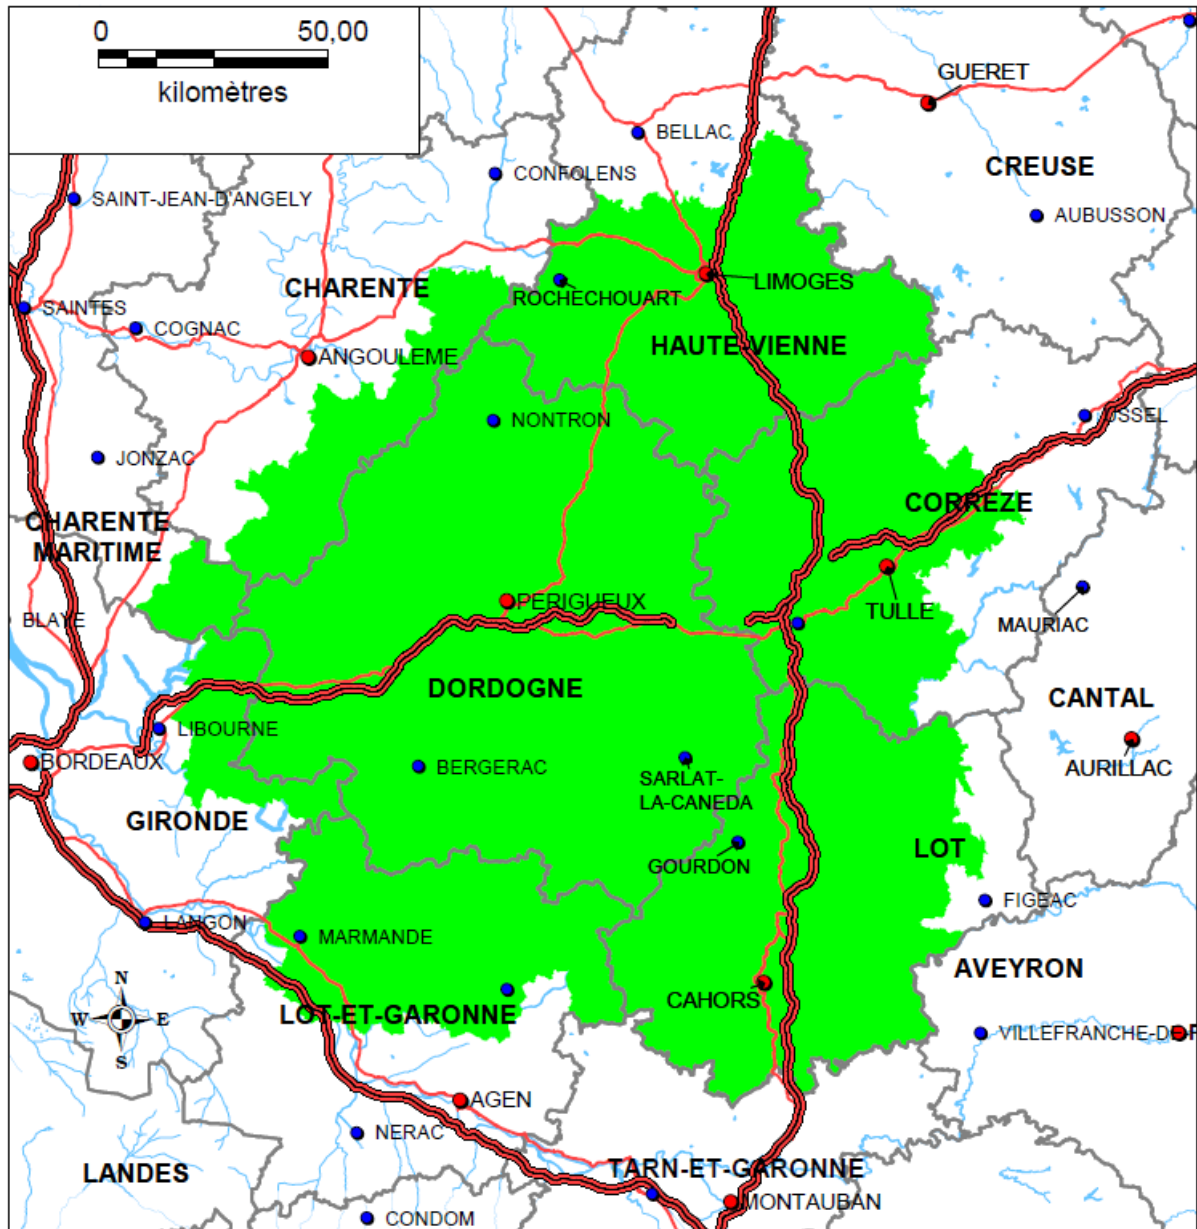 0 50,00
kilomètres
GUERET
BELLAC
CREUSE
CONFOLENS
SAINT-JEAN-D'ANGELY
AUBUSSON
LIMOGES
CHARENTE
ROCHECHOUART
SAINTES
COGNAC
HAUTE-VIENNE
ANGOULEME
NONTRON
USSEL
JONZAC
CORREZE
CHARENTE
MARITIME
PERIGUEUX
TULLE
BLAYE
MAURIAC
DORDOGNE
CANTAL
LIBOURNE
BORDEAUX
BERGERAC
SARLAT-
LA-CANEDA
AURILLAC
GIRONDE
LOT
GOURDON
FIGEAC
LANGON
MARMANDE
AVEYRON
N
W E
S
CAHORS
LOT-ET-GARONNE
VILLEFRANCHE-DE-R
AGEN
NERAC
LANDES
TARN-ET-GARONNE
MONTAUBAN
CONDOM